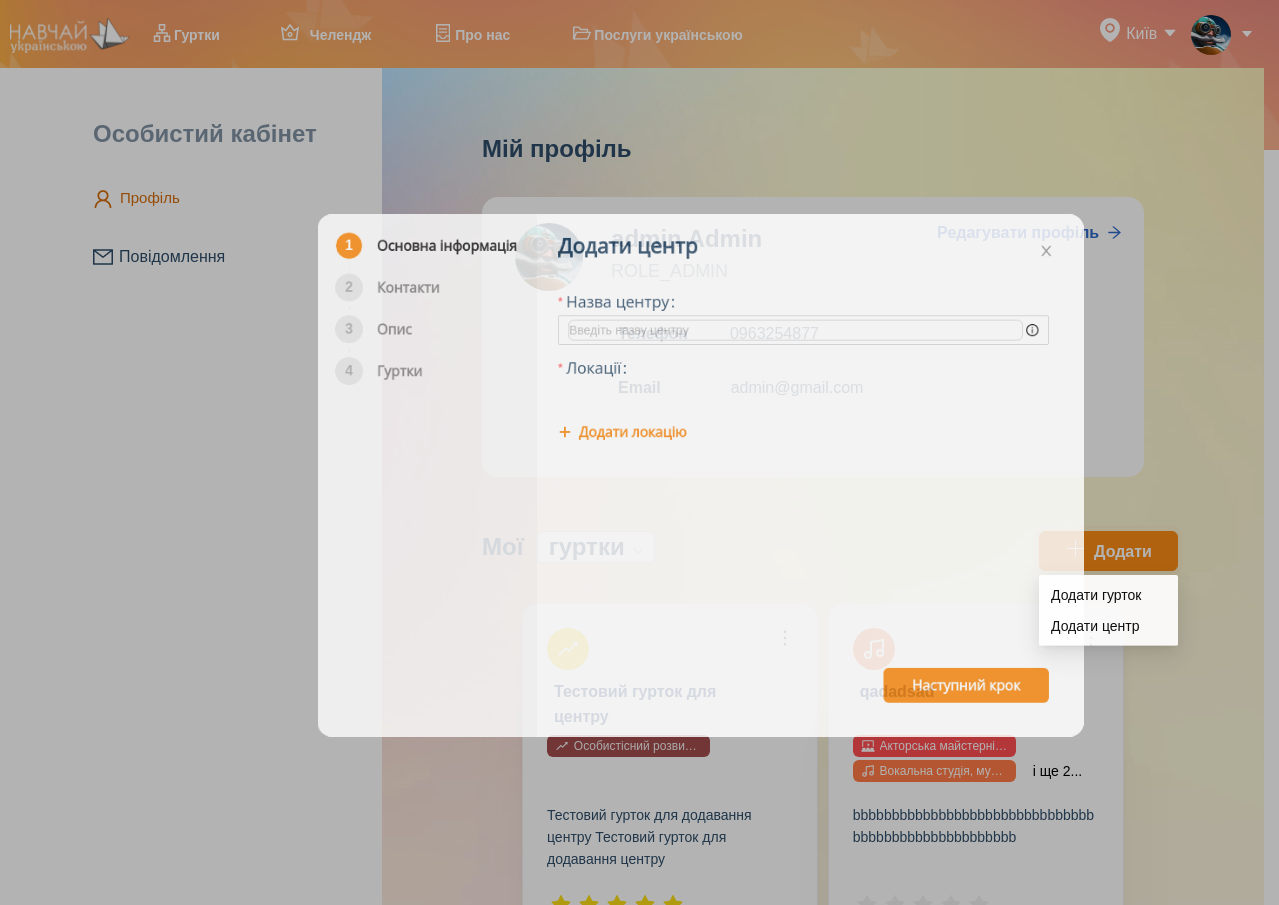 НАВЧАЙ
українською
Гуртки
Челендж
Про нас
Послуги українською
Київ
Особистий кабінет
Профіль
Повідомлення
Мій профіль
admin Admin
Редагувати профіль
ROLE_ADMIN
Телефон 0963254877
Email admin@gmail.com
1 Основна інформація
2 Контакти
3 Опис
4 Гуртки
Додати центр
* Назва центру:
Введіть назву центру
* Локації:
+ Додати локацію
Наступний крок
Мої гуртки
+ Додати
Додати гурток
Додати центр
Тестовий гурток для
центру
Особистісний розви...
Тестовий гурток для додавання
центру Тестовий гурток для
додавання центру
qadadsad
Акторська майстерні...
Вокальна студія, му...
і ще 2...
bbbbbbbbbbbbbbbbbbbbbbbbbbbbbbb
bbbbbbbbbbbbbbbbbbbbb